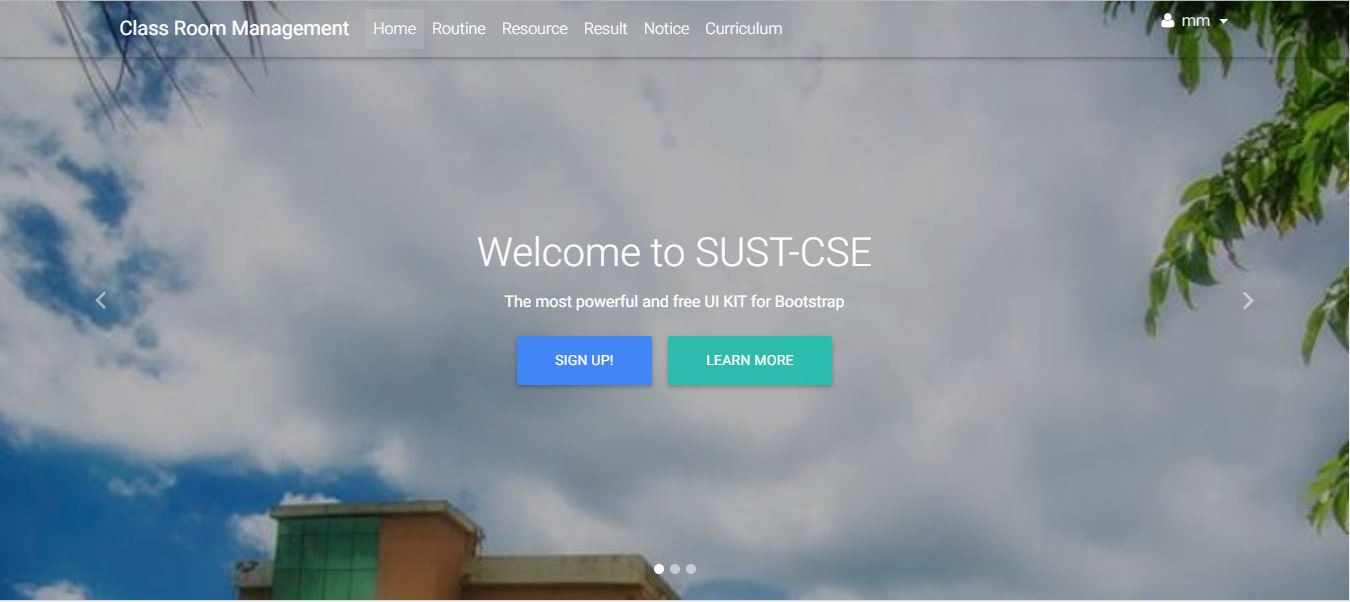 Class Room Management Home Routine Resource Result Notice Curriculum mm
Welcome to SUST-CSE
The most powerful and free UI KIT for Bootstrap
SIGN UP! LEARN MORE